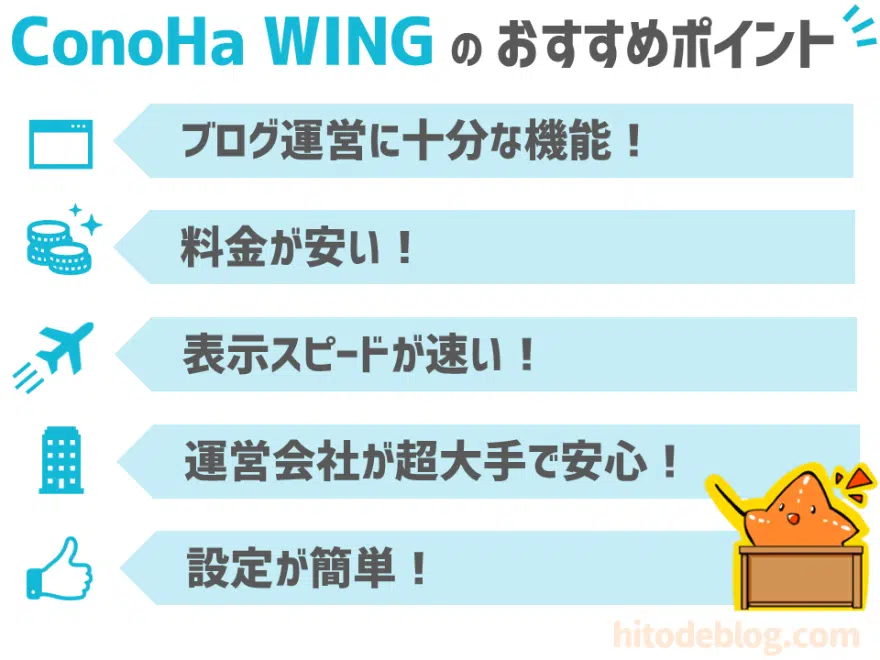 ConoHa WING の おすすめポイント
ブログ運営に十分な機能！
料金が安い！
表示スピードが速い！
運営会社が超大手で安心！
設定が簡単！
hitodeblog.com